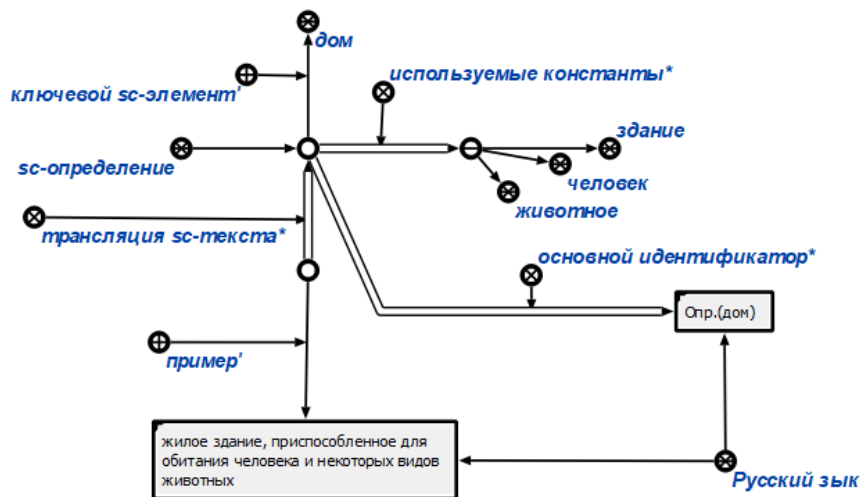 дом
используемые константы*
ключевой sc-элемент'
здание
sc-определение
человек
животное
трансляция sc-текста*
основной идентификатор*
Опр.(дом)
пример'
жилое здание, приспособленное для
обитания человека и некоторых видов
животных
Русский зык